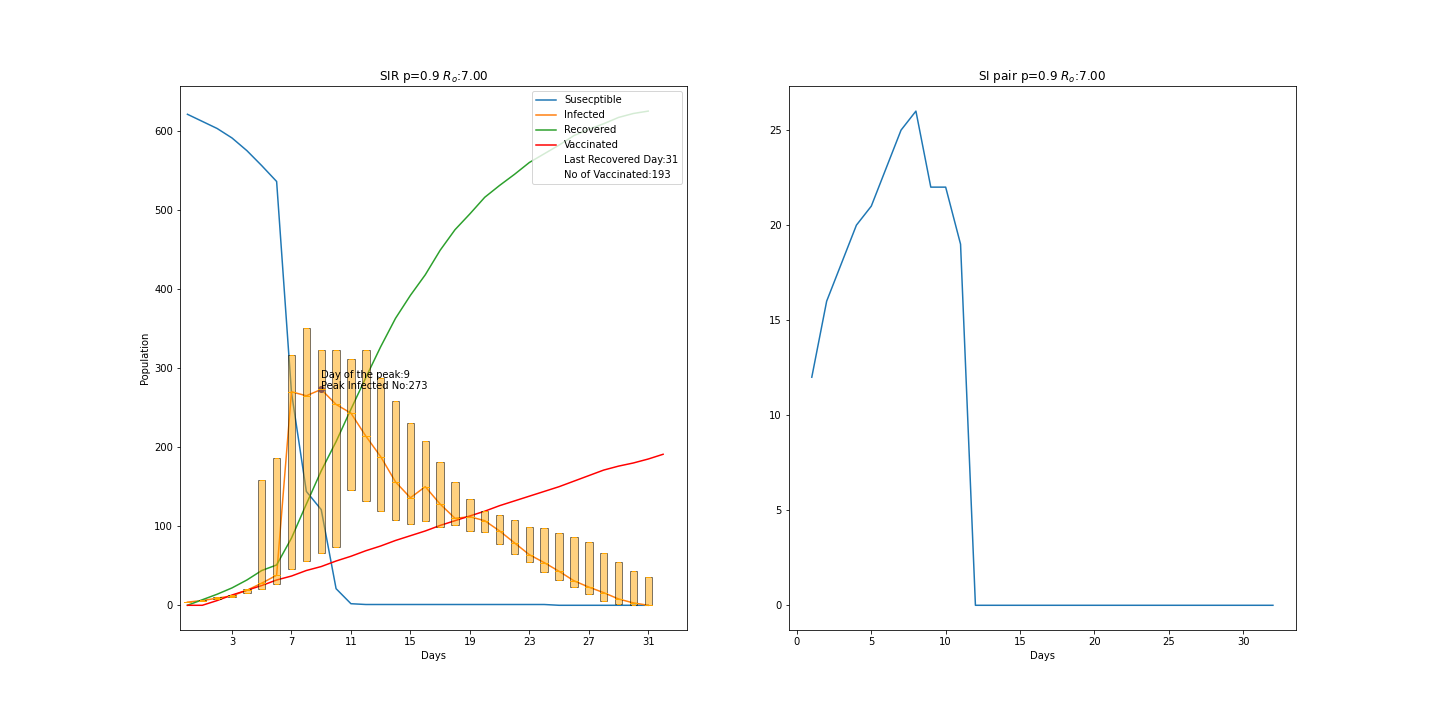 SIR p=0.9 Rₒ:7.00
Susecptible
Infected
Recovered
Vaccinated
Last Recovered Day:31
No of Vaccinated:193
600
500
400
300
200
100
0
Population
Day of the peak:9
Peak Infected No:273
3 7 11 15 19 23 27 31
Days
SI pair p=0.9 Rₒ:7.00
25
20
15
10
5
0
0 5 10 15 20 25 30
Days